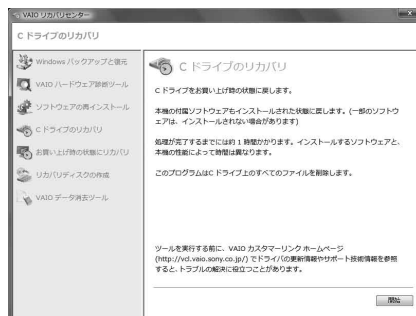 VAIO リカバリセンター
C ドライブのリカバリ
Windows バックアップと復元
VAIO ハードウェア診断ツール
ソフトウェアの再インストール
C ドライブのリカバリ
お買い上げ時の状態にリカバリ
リカバリディスクの作成
VAIO データ消去ツール
C ドライブのリカバリ
C ドライブをお買い上げ時の状態に戻します。
本機の付属ソフトウェアもインストールされた状態に戻します。(一部のソフトウ
ェアは、インストールされない場合があります)
処理が完了するまでには約 1 時間かかります。インストールするソフトウェアと、
本機の性能によって時間は異なります。
このプログラムはC ドライブ上のすべてのファイルを削除します。
ツールを実行する前に、VAIO カスタマーリンク ホームページ
(http://vcl.vaio.sony.co.jp/) でドライバの更新情報やサポート技術情報を参照
すると、トラブルの解決に役立つことがあります。
開始